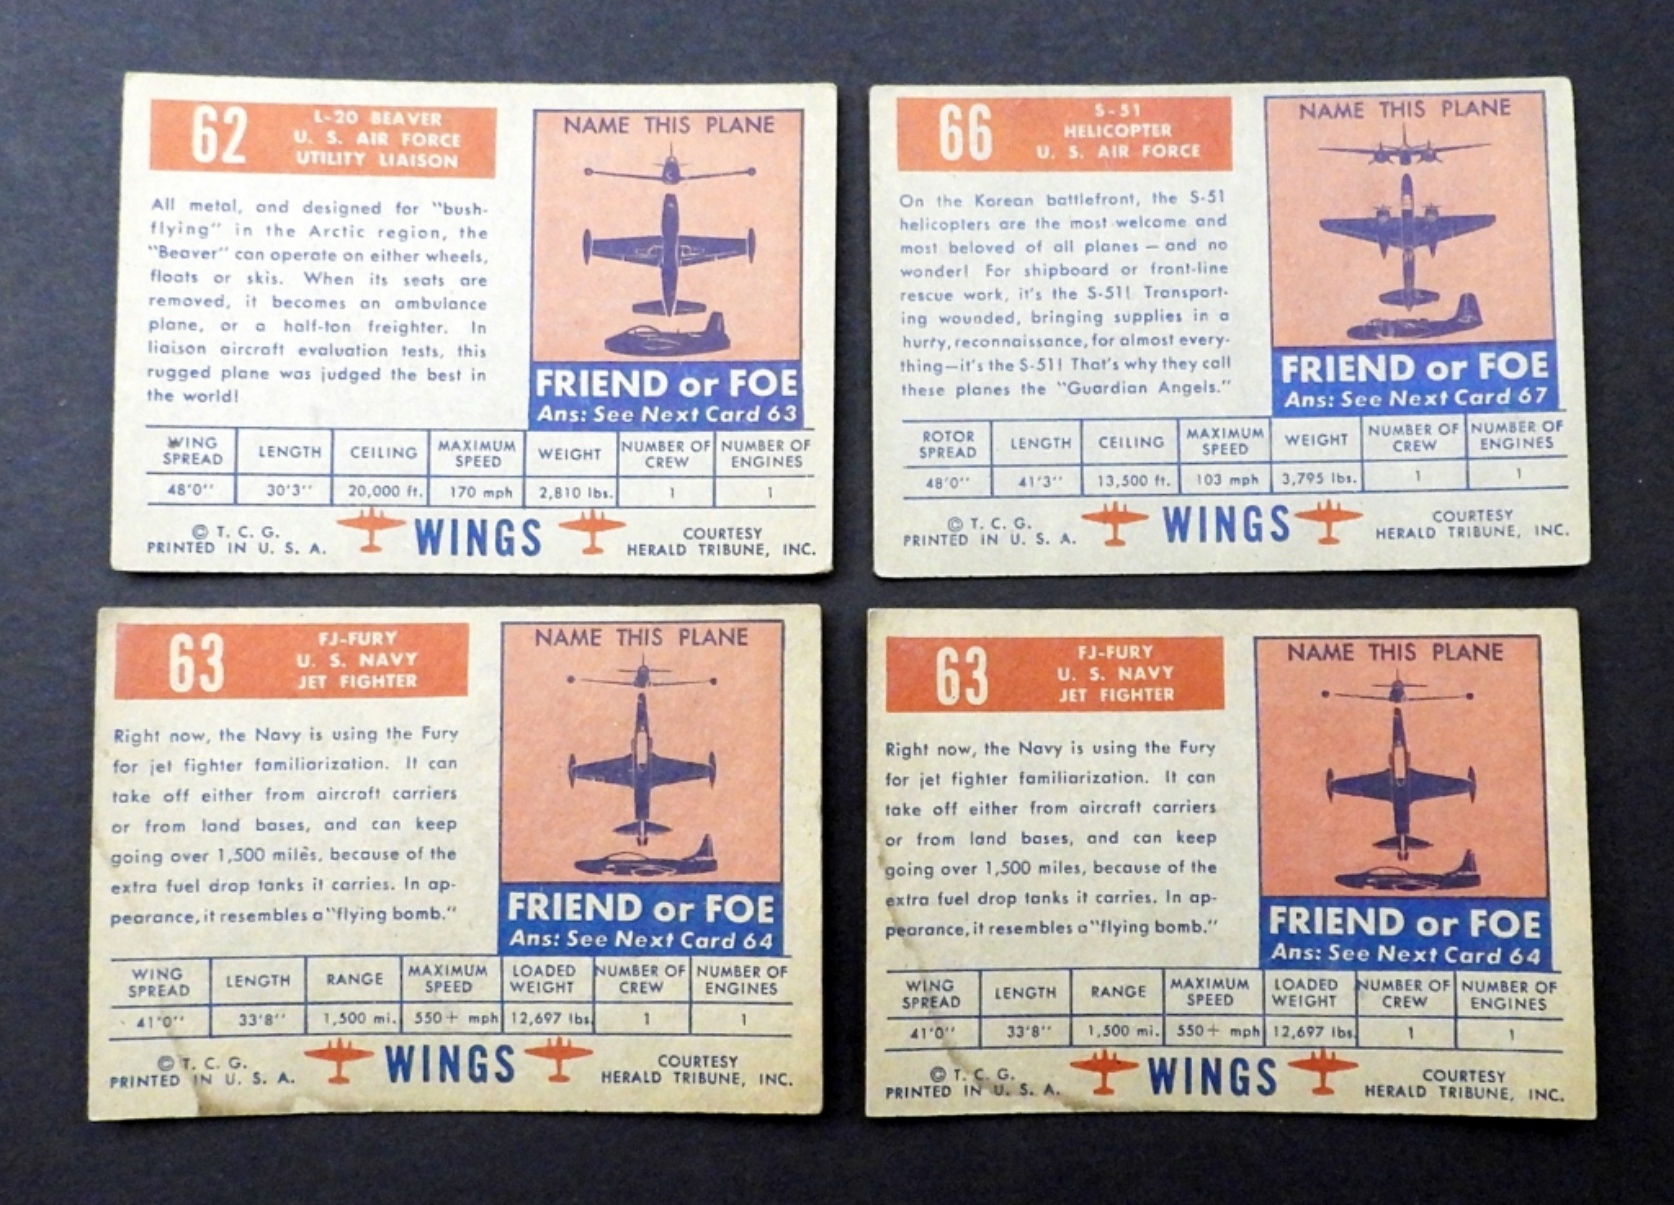 62
L-20 BEAVER
U. S. AIR FORCE
UTILITY LIAISON
All metal, and designed for "bush-
flying" in the Arctic region, the
"Beaver" can operate on either wheels,
floats or skis. When its seats are
removed, it becomes an ambulance
plane, or a half-ton freighter. In
liaison aircraft evaluation tests, this
rugged plane was judged the best in
the world!
NAME THIS PLANE
FRIEND or FOE
Ans: See Next Card 63
WING SPREAD LENGTH CEILING MAXIMUM SPEED WEIGHT NUMBER OF CREW NUMBER OF ENGINES
48'0" 30'3" 20,000 ft. 170 mph 2,810 lbs. 1 1
© T. C. G.
PRINTED IN U. S. A.
WINGS
COURTESY
HERALD TRIBUNE, INC.
66
S-51
HELICOPTER
U. S. AIR FORCE
On the Korean battlefront, the S-51
helicopters are the most welcome and
most beloved of all planes — and no
wonder! For shipboard or front-line
rescue work, it's the S-51! Transport-
ing wounded, bringing supplies in a
hurry, reconnaissance, for almost every-
thing—it's the S-51! That's why they call
these planes the "Guardian Angels."
NAME THIS PLANE
FRIEND or FOE
Ans: See Next Card 67
ROTOR SPREAD LENGTH CEILING MAXIMUM SPEED WEIGHT NUMBER OF CREW NUMBER OF ENGINES
48'0" 41'3" 13,500 ft. 103 mph 3,795 lbs. 1 1
© T. C. G.
PRINTED IN U. S. A.
WINGS
COURTESY
HERALD TRIBUNE, INC.
63
FJ-FURY
U. S. NAVY
JET FIGHTER
Right now, the Navy is using the Fury
for jet fighter familiarization. It can
take off either from aircraft carriers
or from land bases, and can keep
going over 1,500 miles, because of the
extra fuel drop tanks it carries. In ap-
pearance, it resembles a "flying bomb."
NAME THIS PLANE
FRIEND or FOE
Ans: See Next Card 64
WING SPREAD LENGTH RANGE MAXIMUM SPEED LOADED WEIGHT NUMBER OF CREW NUMBER OF ENGINES
41'0" 33'8" 1,500 mi. 550+ mph 12,697 lbs. 1 1
© T. C. G.
PRINTED IN U. S. A.
WINGS
COURTESY
HERALD TRIBUNE, INC.
63
FJ-FURY
U. S. NAVY
JET FIGHTER
Right now, the Navy is using the Fury
for jet fighter familiarization. It can
take off either from aircraft carriers
or from land bases, and can keep
going over 1,500 miles, because of the
extra fuel drop tanks it carries. In ap-
pearance, it resembles a "flying bomb."
NAME THIS PLANE
FRIEND or FOE
Ans: See Next Card 64
WING SPREAD LENGTH RANGE MAXIMUM SPEED LOADED WEIGHT NUMBER OF CREW NUMBER OF ENGINES
41'0" 33'8" 1,500 mi. 550+ mph 12,697 lbs. 1 1
© T. C. G.
PRINTED IN U. S. A.
WINGS
COURTESY
HERALD TRIBUNE, INC.